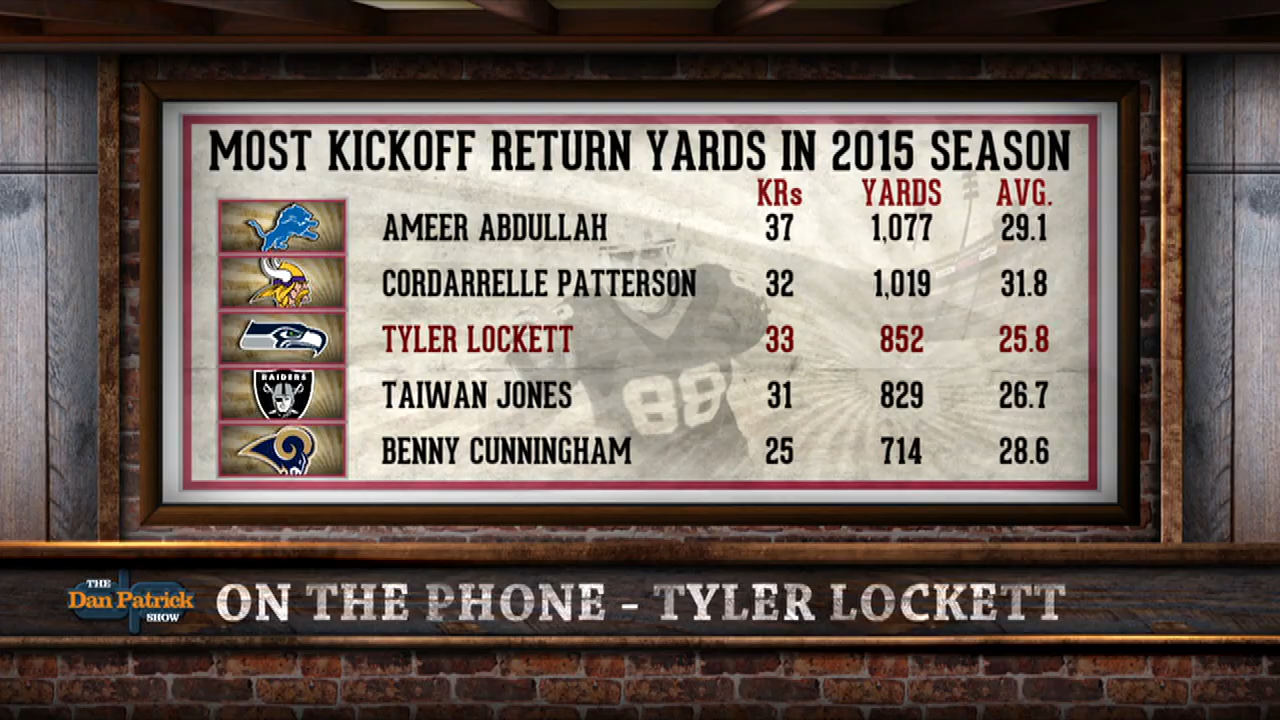 MOST KICKOFF RETURN YARDS IN 2015 SEASON
KRs YARDS AVG.
AMEER ABDULLAH 37 1,077 29.1
CORDARRELLE PATTERSON 32 1,019 31.8
TYLER LOCKETT 33 852 25.8
RAIDERS
TAIWAN JONES 31 829 26.7
BENNY CUNNINGHAM 25 714 28.6
88
THE
Dan Patrick
SHOW
ON THE PHONE - TYLER LOCKETT